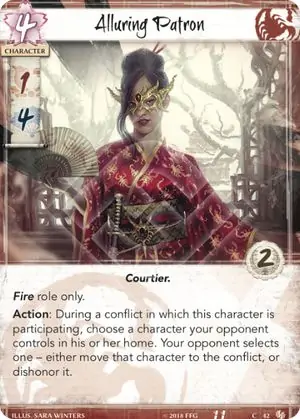 4
Alluring Patron
CHARACTER
1
4
2
Courtier.
Fire role only.
Action: During a conflict in which this character is
participating, choose a character your opponent
controls in his or her home. Your opponent selects
one – either move that character to the conflict, or
dishonor it.
ILLUS. SARA WINTERS © 2018 FFG 11 C 42